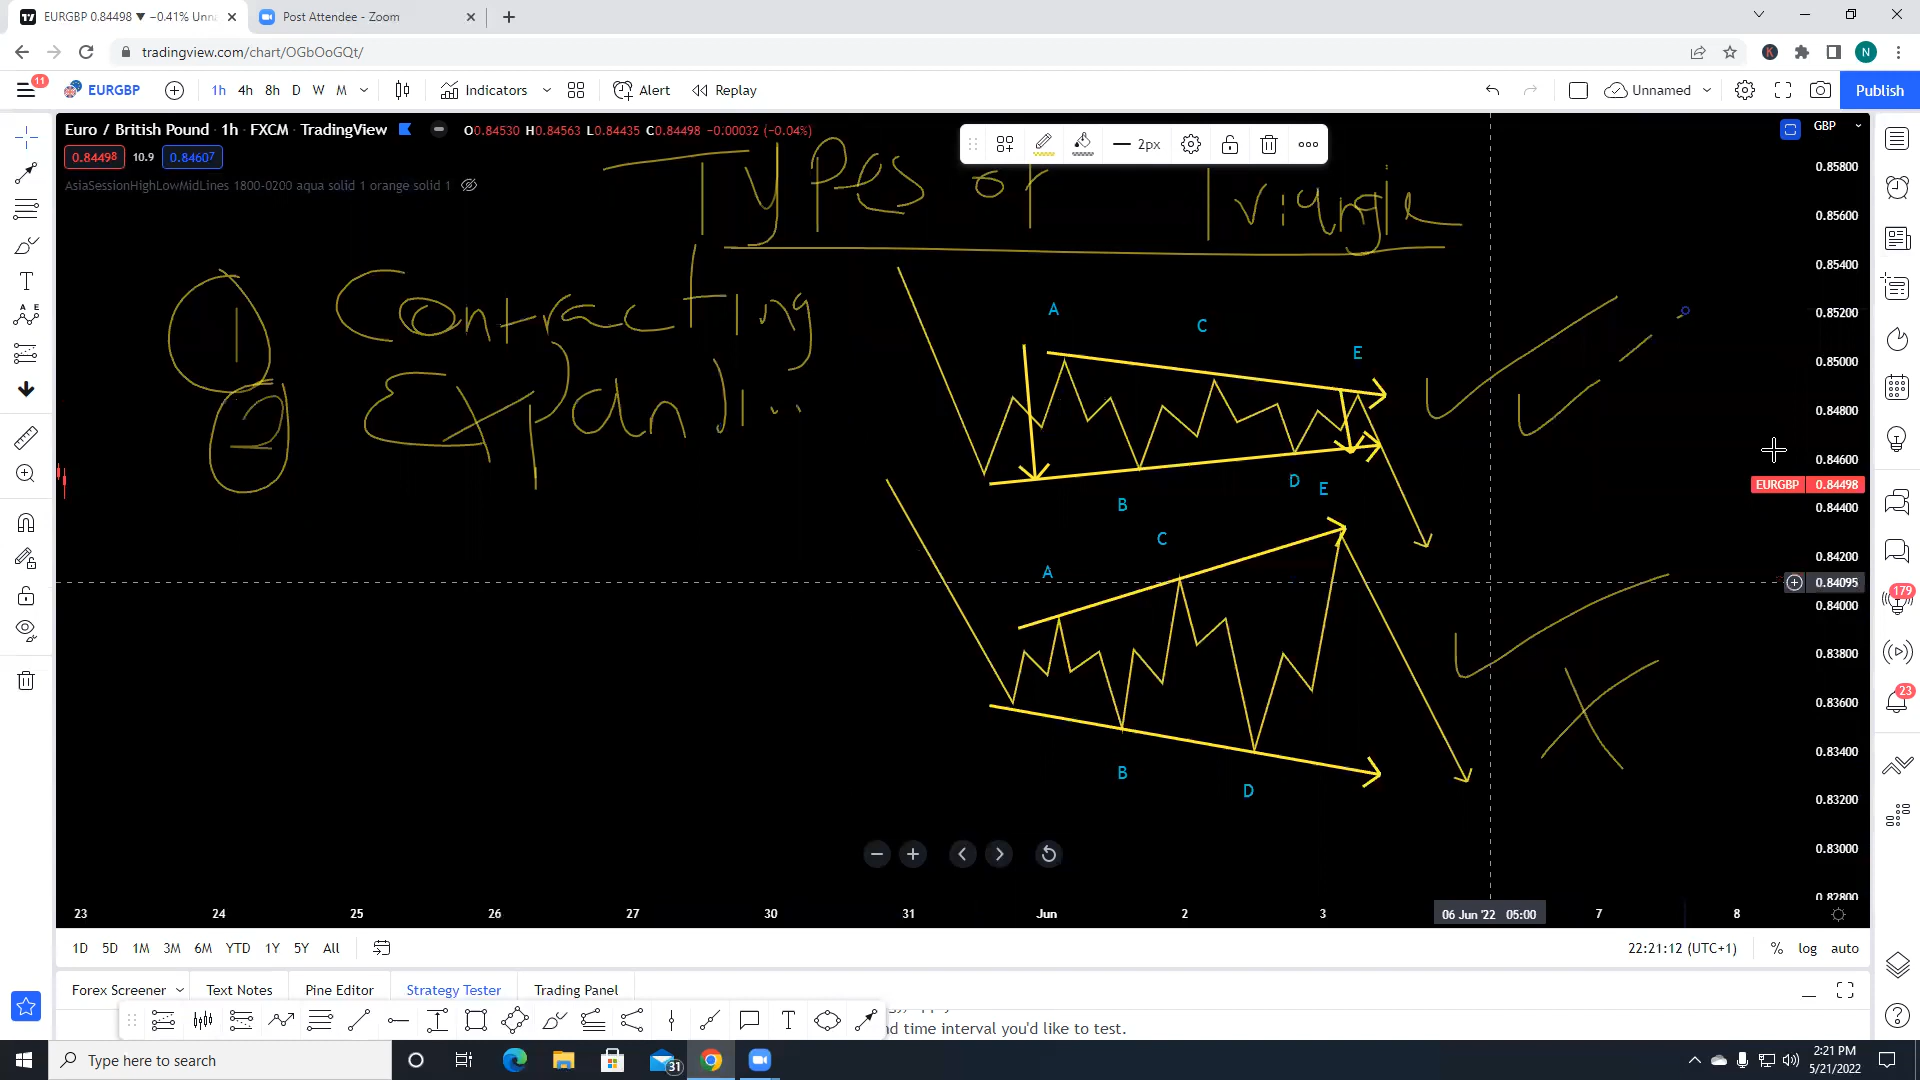 EURGBP 0.84498 ▼ −0.41% Unn
Post Attendee - Zoom
tradingview.com/chart/OGbOoGQt/
N
11
EURGBP
1h 4h 8h D W M
Indicators
Alert
Replay
Unnamed
Publish
Euro / British Pound · 1h · FXCM · TradingView
O0.84530 H0.84563 L0.84435 C0.84498 −0.00032 (−0.04%)
0.84498 10.9 0.84607
AsiaSessionHighLowMidLines 1800-0200 aqua solid 1 orange solid 1
2px
GBP
Types of Triangle
1 Contracting
2 Expandi...
A
C
E
B
D
E
C
A
B
D
0.85800
0.85600
0.85400
0.85200
0.85000
0.84800
0.84600
EURGBP 0.84498
0.84400
0.84200
0.84095
0.84000
0.83800
0.83600
0.83400
0.83200
0.83000
0.82800
179
23
23 24 25 26 27 30 31 Jun 2 3 06 Jun '22 05:00 7 8
1D 5D 1M 3M 6M YTD 1Y 5Y All
22:21:12 (UTC+1) % log auto
Forex Screener Text Notes Pine Editor Strategy Tester Trading Panel
nd time interval you'd like to test.
Type here to search
31
2:21 PM
5/21/2022